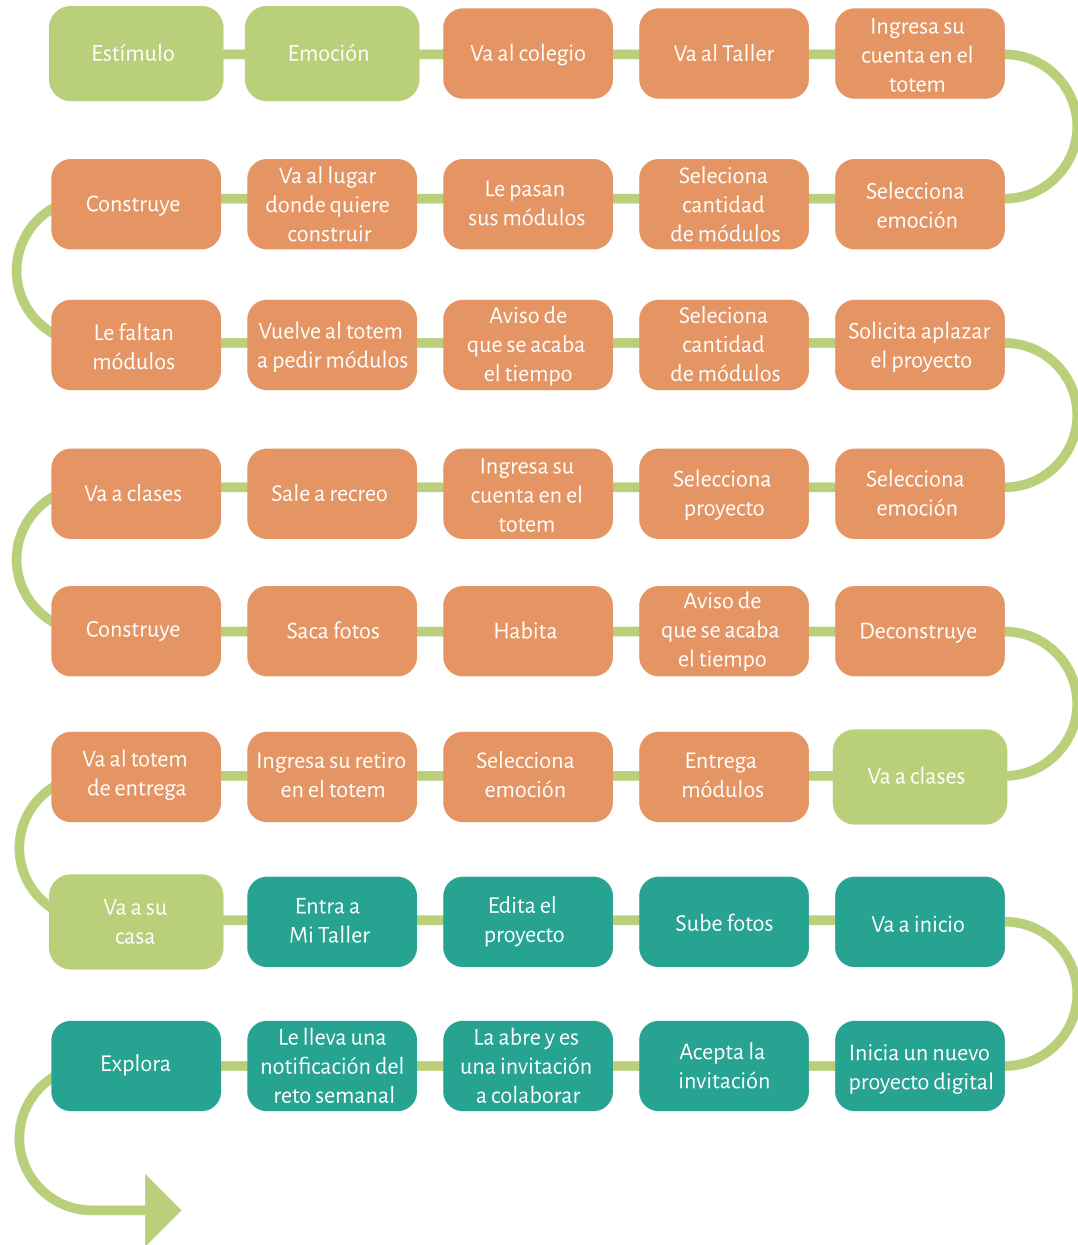 Estímulo
Emoción
Va al colegio
Va al Taller
Ingresa su
cuenta en el
totem
Construye
Va al lugar
donde quiere
construir
Le pasan
sus módulos
Seleciona
cantidad
de módulos
Selecciona
emoción
Le faltan
módulos
Vuelve al totem
a pedir módulos
Aviso de
que se acaba
el tiempo
Seleciona
cantidad
de módulos
Solicita aplazar
el proyecto
Va a clases
Sale a recreo
Ingresa su
cuenta en el
totem
Selecciona
proyecto
Selecciona
emoción
Construye
Saca fotos
Habita
Aviso de
que se acaba
el tiempo
Deconstruye
Va al totem
de entrega
Ingresa su retiro
en el totem
Selecciona
emoción
Entrega
módulos
Va a clases
Va a su
casa
Entra a
Mi Taller
Edita el
proyecto
Sube fotos
Va a inicio
Explora
Le lleva una
notificación del
reto semanal
La abre y es
una invitación
a colaborar
Acepta la
invitación
Inicia un nuevo
proyecto digital